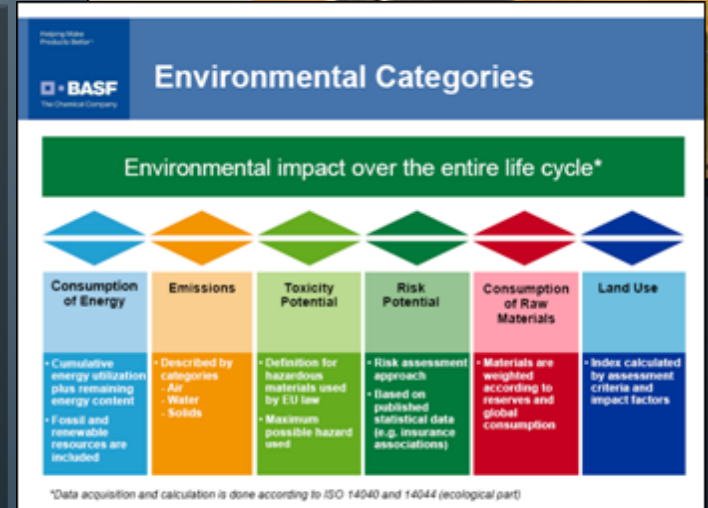 Helping Make
Products Better™
BASF
The Chemical Company
Environmental Categories
Environmental impact over the entire life cycle*
Consumption
of Energy
• Cumulative
energy utilization
plus remaining
energy content
• Fossil and
renewable
resources are
included
Emissions
• Described by
categories
- Air
- Water
- Solids
Toxicity
Potential
• Definition for
hazardous
materials used
by EU law
• Maximum
possible hazard
used
Risk
Potential
• Risk assessment
approach
• Based on
published
statistical data
(e.g. insurance
associations)
Consumption
of Raw
Materials
• Materials are
weighted
according to
reserves and
global
consumption
Land Use
• Index calculated
by assessment
criteria and
impact factors
*Data acquisition and calculation is done according to ISO 14040 and 14044 (ecological part)